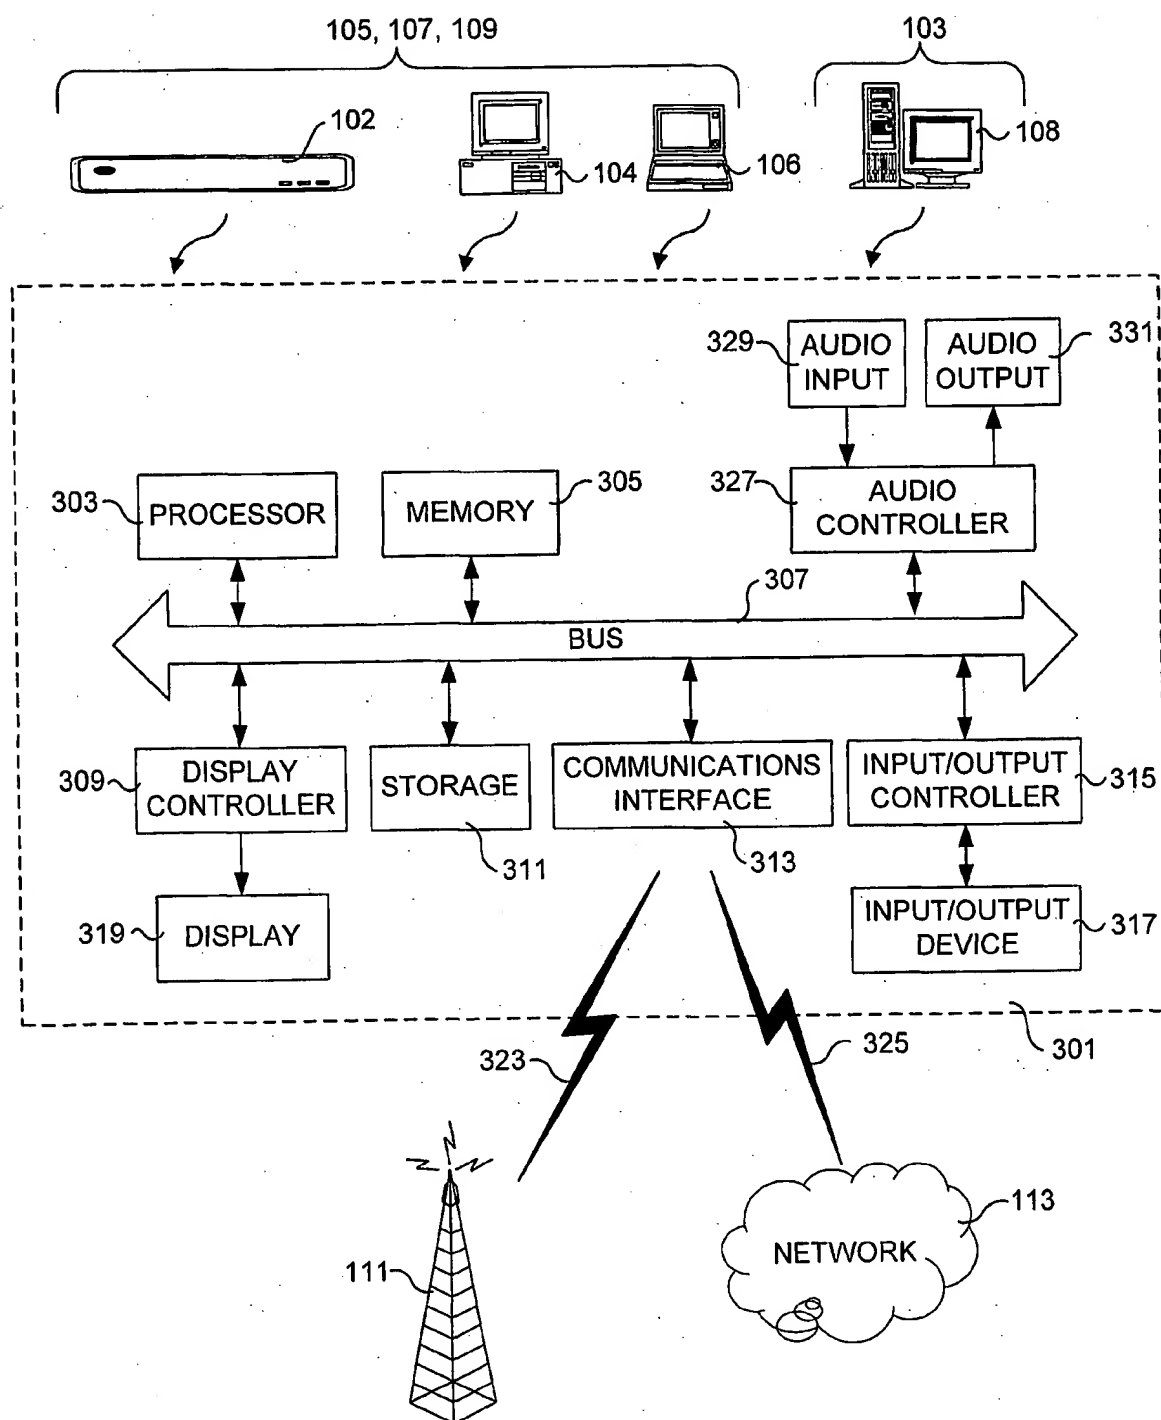 105, 107, 109
103
102
104
106
108
329
AUDIO
INPUT
AUDIO
OUTPUT
331
303
PROCESSOR
MEMORY
305
327
AUDIO
CONTROLLER
307
BUS
309
DISPLAY
CONTROLLER
STORAGE
311
COMMUNICATIONS
INTERFACE
313
INPUT/OUTPUT
CONTROLLER
315
319
DISPLAY
INPUT/OUTPUT
DEVICE
317
323
325
301
111
NETWORK
113